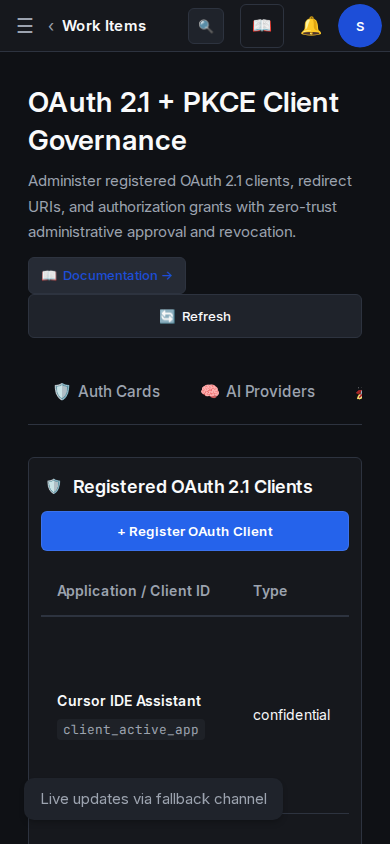 Work Items
S
OAuth 2.1 + PKCE Client
Governance
Administer registered OAuth 2.1 clients, redirect
URIs, and authorization grants with zero-trust
administrative approval and revocation.
Documentation →
Refresh
Auth Cards
AI Providers
Registered OAuth 2.1 Clients
+ Register OAuth Client
Application / Client ID
Type
Cursor IDE Assistant
client_active_app
confidential
Live updates via fallback channel